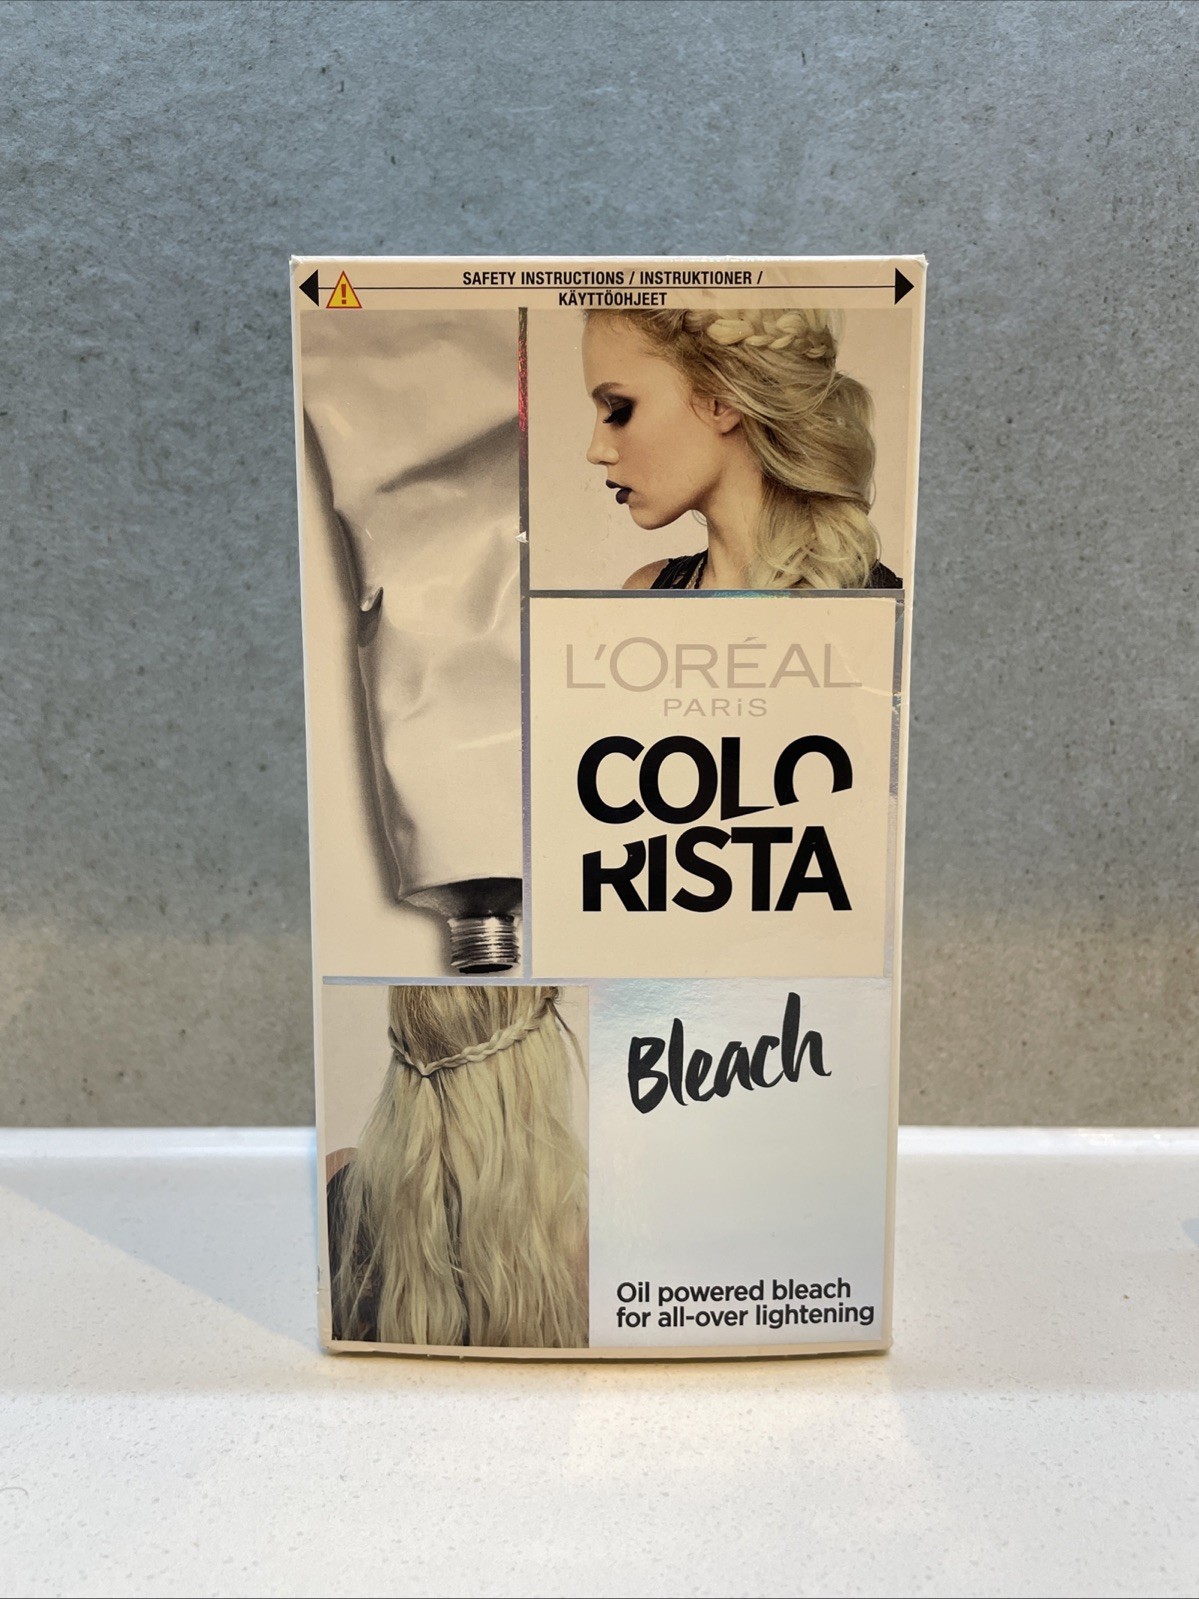 SAFETY INSTRUCTIONS / INSTRUKTIONER /
KÄYTTÖOHJEET
L'ORÉAL
PARiS
COLO
RISTA
Bleach
Oil powered bleach
for all-over lightening